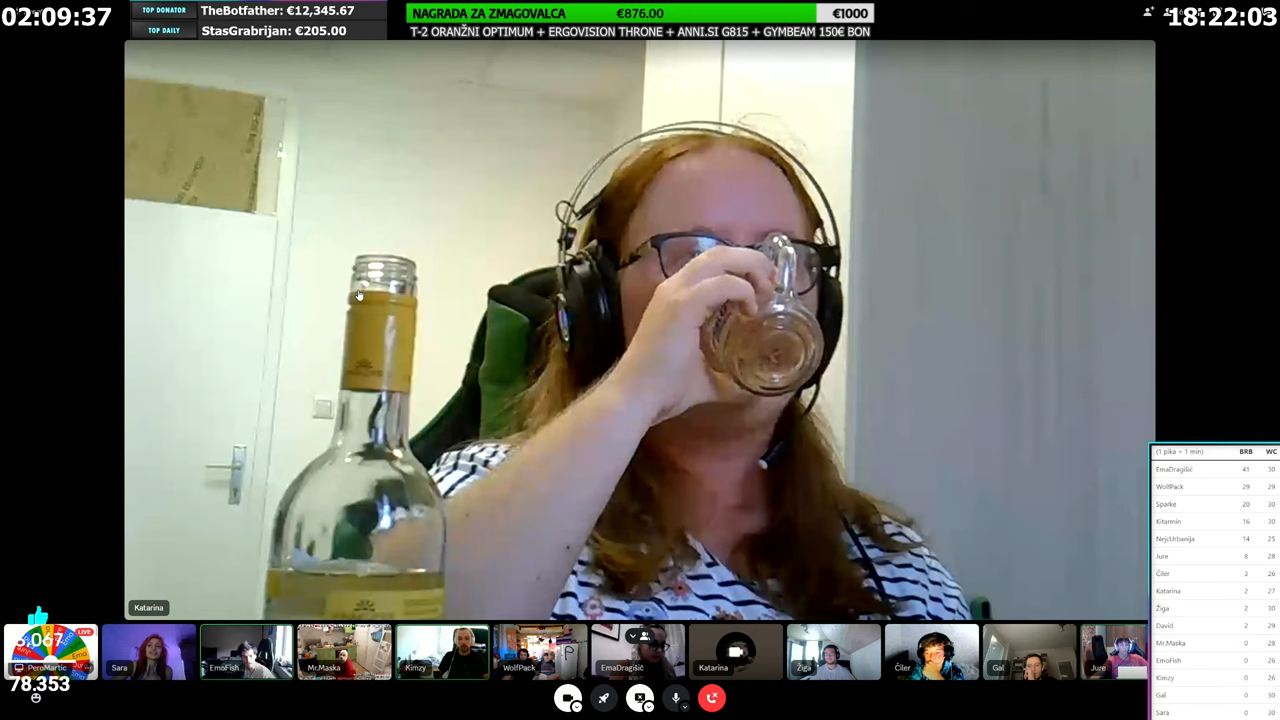 02:09:37
TOP DONATOR TheBotfather: €12,345.67
TOP DAILY StasGrabrijan: €205.00
NAGRADA ZA ZMAGOVALCA €876.00 €1000
T-2 ORANŽNI OPTIMUM + ERGOVISION THRONE + ANNI.SI G815 + GYMBEAM 150€ BON
18:22:03
Katarina
(1 pika = 1 min) BRB WC
EmaDragišić 41 30
WolfPack 29 29
Sparke 20 30
Kitarmin 16 30
NejcUrbanija 14 25
Jure 8 28
Čiler 3 26
Katarina 2 27
Žiga 2 30
David 2 29
Mr.Maska 0 28
EmoFish 0 26
Kimzy 0 26
Gal 0 30
Sara 0 30
LIVE
PeroMartic
Sara
EmoFish
Mr.Maska
Kimzy
WolfPack
EmaDragišić
Katarina
Žiga
Čiler
Gal
Jure
78.353